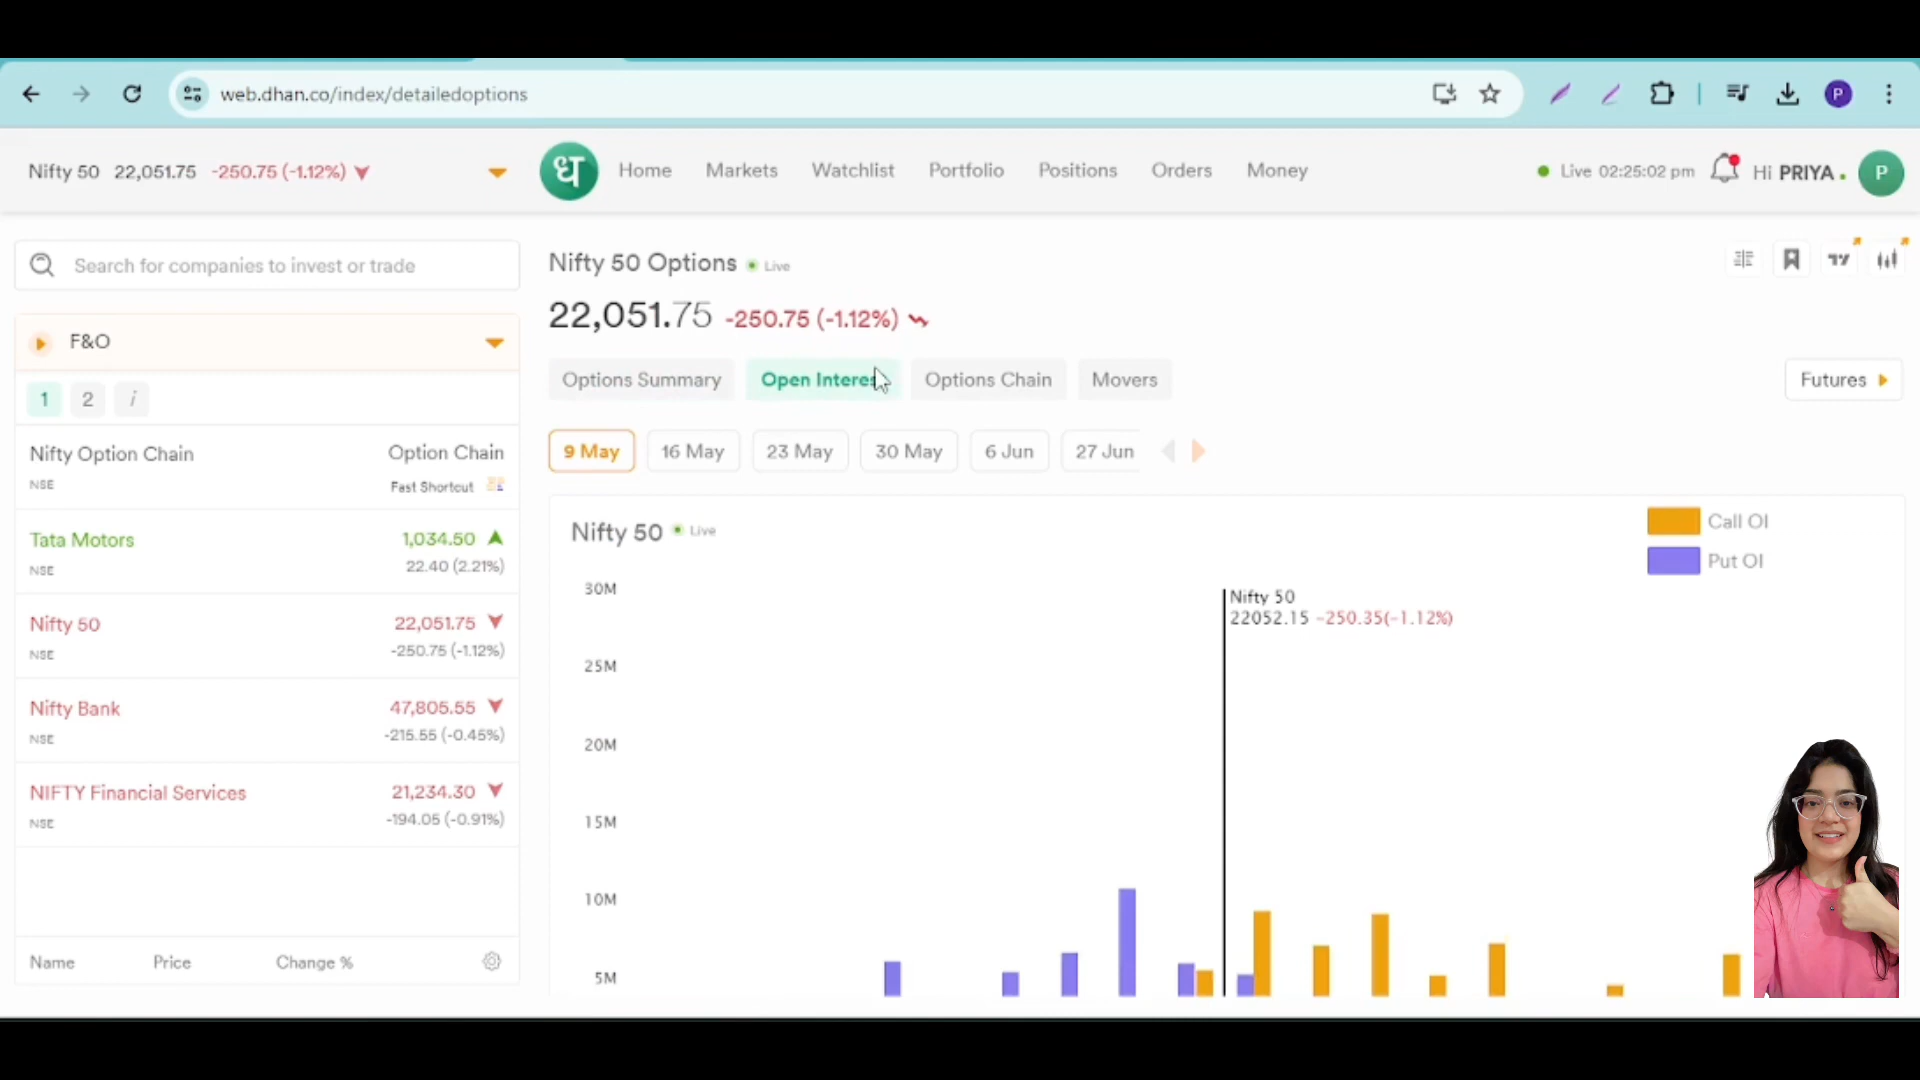 web.dhan.co/index/detailedoptions
P
Nifty 50 22,051.75 -250.75 (-1.12%)
ध
Home Markets Watchlist Portfolio Positions Orders Money
Live 02:25:02 pm
Hi PRIYA
P
Search for companies to invest or trade
F&O
1 2 i
Nifty Option Chain Option Chain
NSE Fast Shortcut
Tata Motors 1,034.50
NSE 22.40 (2.21%)
Nifty 50 22,051.75
NSE -250.75 (-1.12%)
Nifty Bank 47,805.55
NSE -215.55 (-0.45%)
NIFTY Financial Services 21,234.30
NSE -194.05 (-0.91%)
Name Price Change %
Nifty 50 Options Live
22,051.75 -250.75 (-1.12%)
Options Summary Open Interes Options Chain Movers Futures
9 May 16 May 23 May 30 May 6 Jun 27 Jun
Nifty 50 Live
Call OI
Put OI
Nifty 50
22052.15 -250.35(-1.12%)
30M
25M
20M
15M
10M
5M